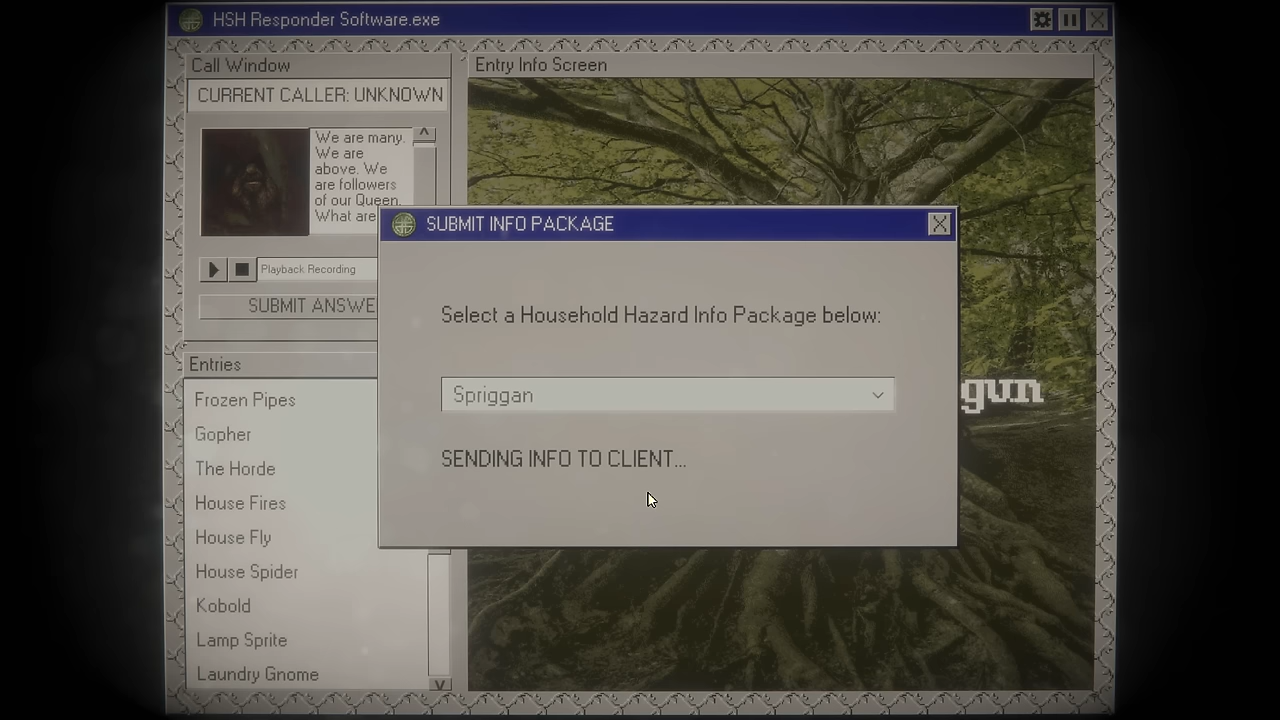 HSH Responder Software.exe
Call Window
CURRENT CALLER: UNKNOWN
We are many.
We are
above. We
are followers
of our Queen.
What are
Playback Recording
SUBMIT ANSWE
Entries
Frozen Pipes
Gopher
The Horde
House Fires
House Fly
House Spider
Kobold
Lamp Sprite
Laundry Gnome
Entry Info Screen
gun
SUBMIT INFO PACKAGE
Select a Household Hazard Info Package below:
Spriggan
SENDING INFO TO CLIENT...